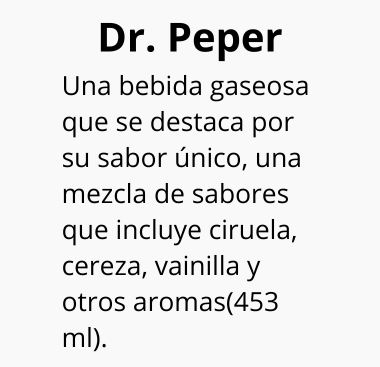 Dr. Peper
Una bebida gaseosa
que se destaca por
su sabor único, una
mezcla de sabores
que incluye ciruela,
cereza, vainilla y
otros aromas(453
ml).